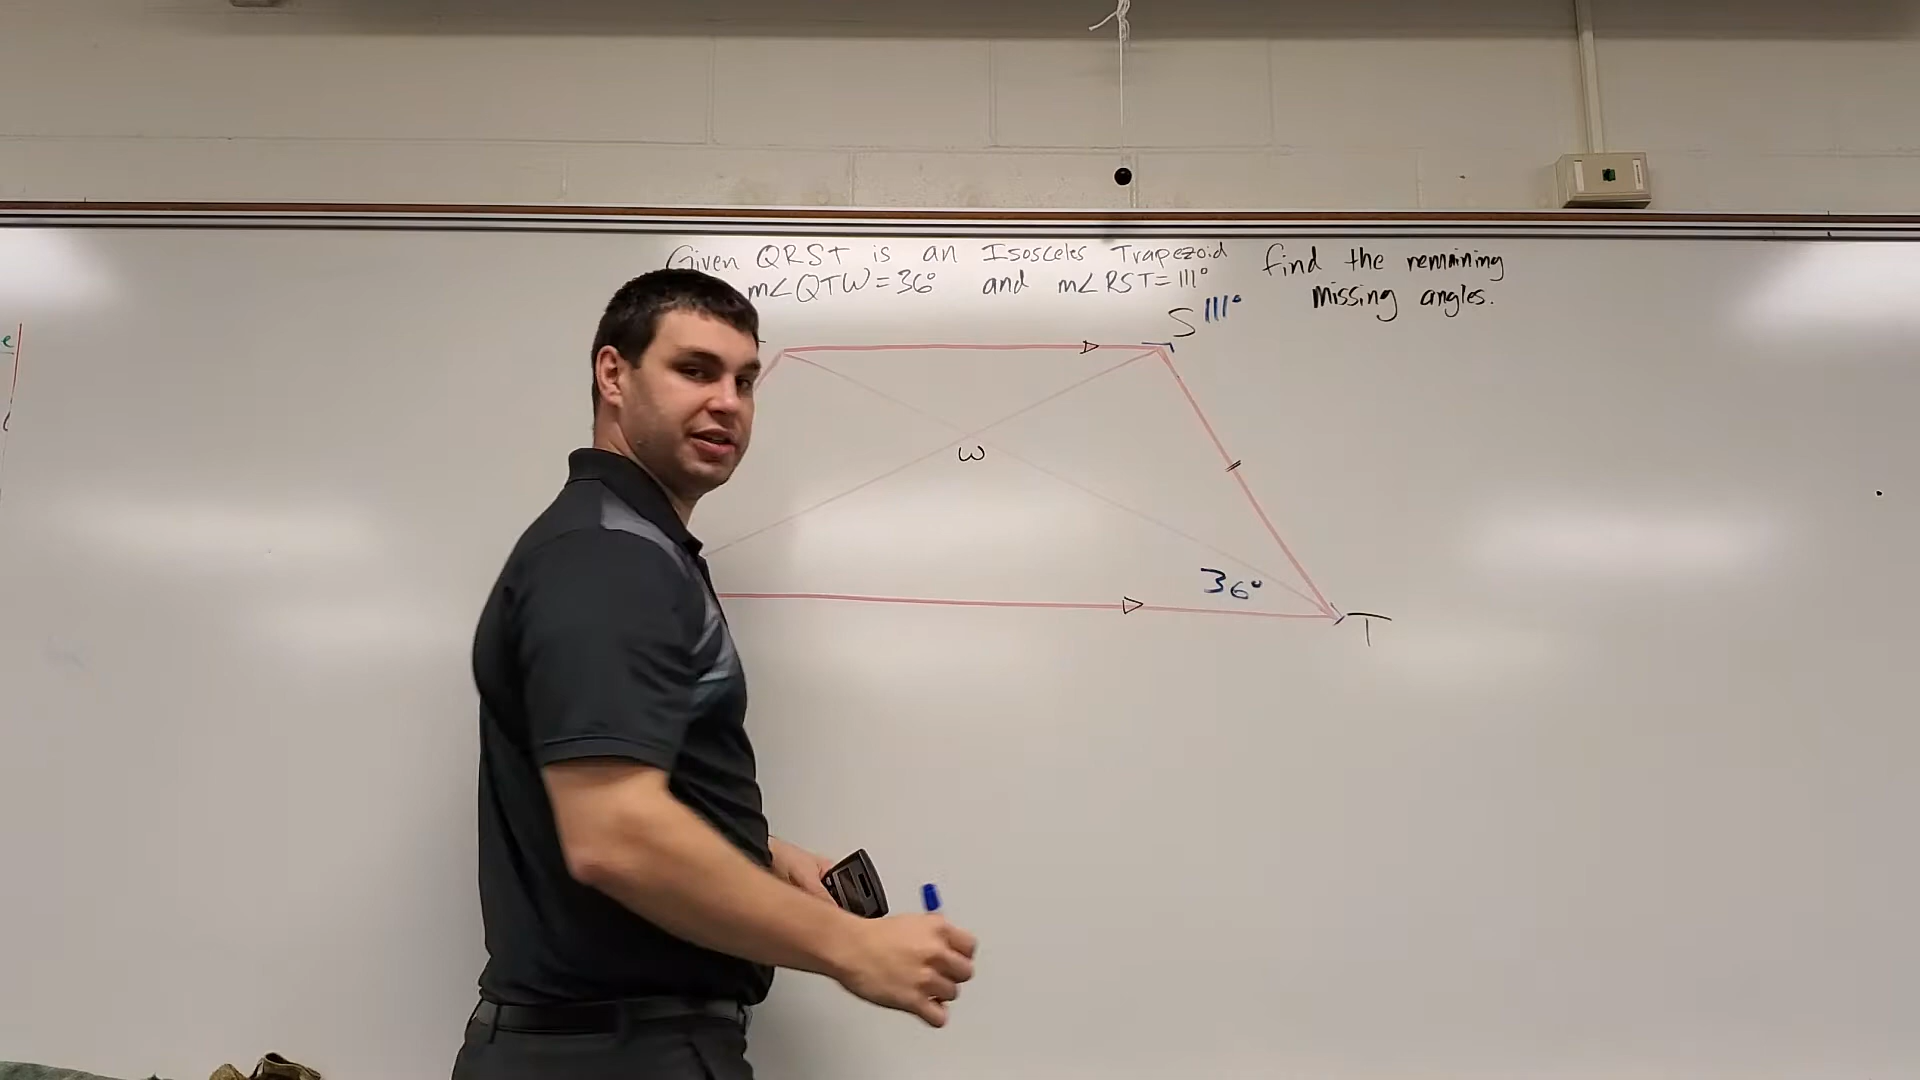 Given QRST is an Isosceles Trapezoid find the remaining
m∠QTW=36° and m∠RST=111° missing angles.
S 111°
W
36°
T